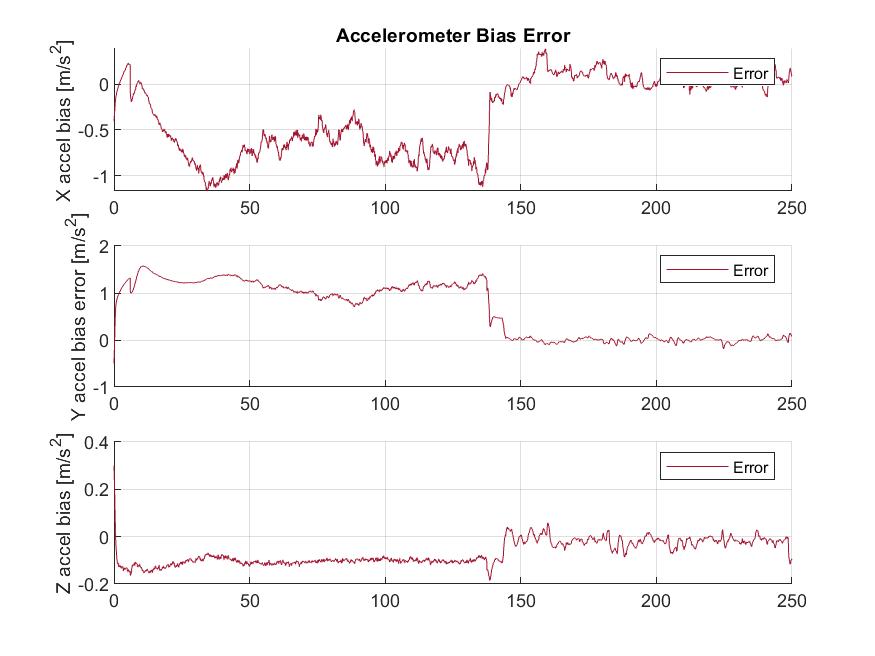 Accelerometer Bias Error
X accel bias [m/s²]
0
-0.5
-1
Error
0 50 100 150 200 250
Y accel bias error [m/s²]
2
1
0
-1
Error
0 50 100 150 200 250
Z accel bias [m/s²]
0.4
0.2
0
-0.2
Error
0 50 100 150 200 250